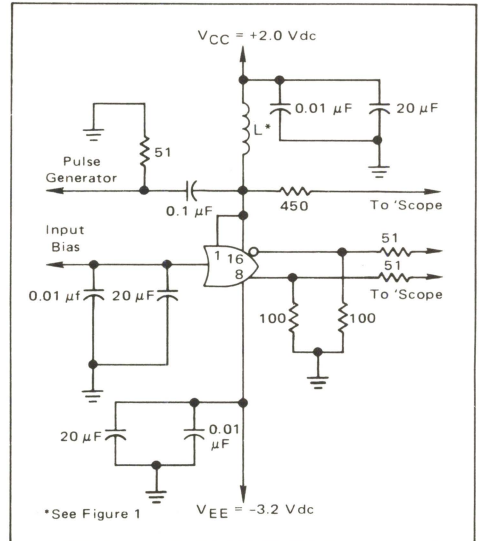 VCC = +2.0 Vdc
0.01 µF
20 µF
L*
51
Pulse
Generator
0.1 µF
450
To 'Scope
Input
Bias
1
16
8
51
51
To 'Scope
0.01 µf
20 µF
100
100
20 µF
0.01
µF
*See Figure 1
VEE = –3.2 Vdc